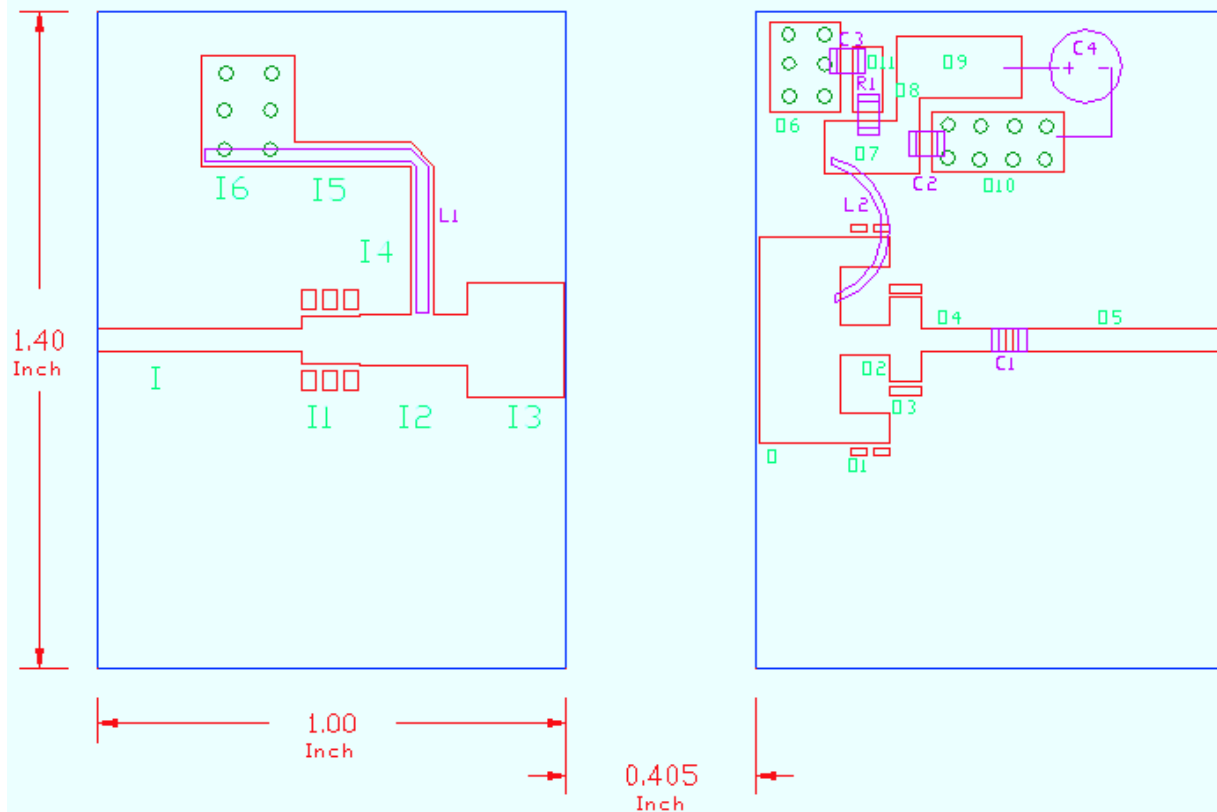 C3
C4
O11
O9
R1
O8
O6
O7
C2
O10
I6
I5
L1
L2
I4
O4
O5
1.40
Inch
C1
I
O2
I1
I2
I3
O3
O
O1
1.00
Inch
0.405
Inch